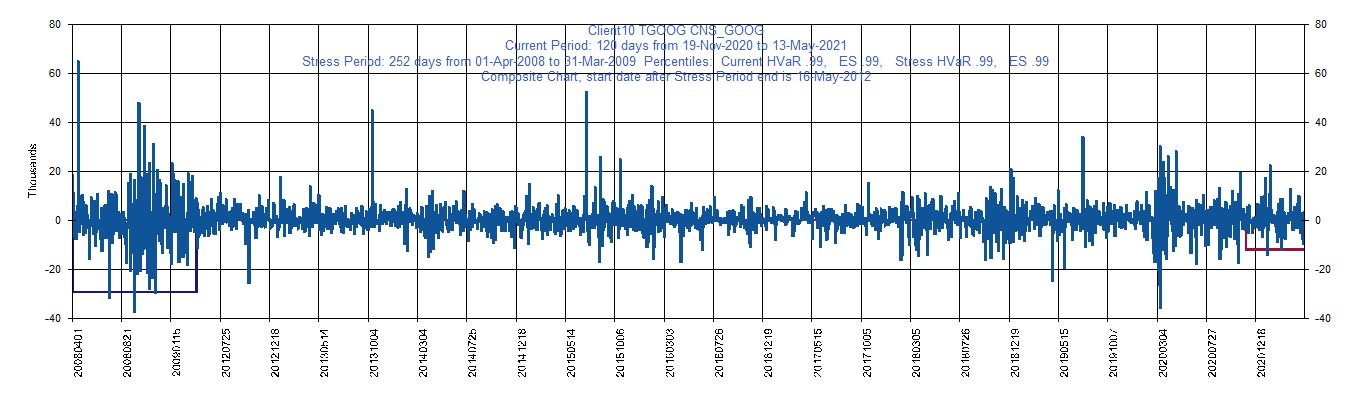 Client10 TGOOG CNS_GOOG
Current Period: 120 days from 19-Nov-2020 to 13-May-2021
Stress Period: 252 days from 01-Apr-2008 to 31-Mar-2009 Percentiles: Current HVaR .99, ES .99, Stress HVaR .99, ES .99
Composite Chart, start date after Stress Period end is 16-May-2012
80 80
60 60
40 40
20 20
0 0
-20 -20
-40 -40
Thousands
20080401 20080821 20090115 20120725 20121218 20130514 20131004 20140304 20140725 20141218 20150514 20151006 20160303 20160726 20161219 20170515 20171005 20180305 20180726 20181219 20190515 20191007 20200304 20200727 20201218